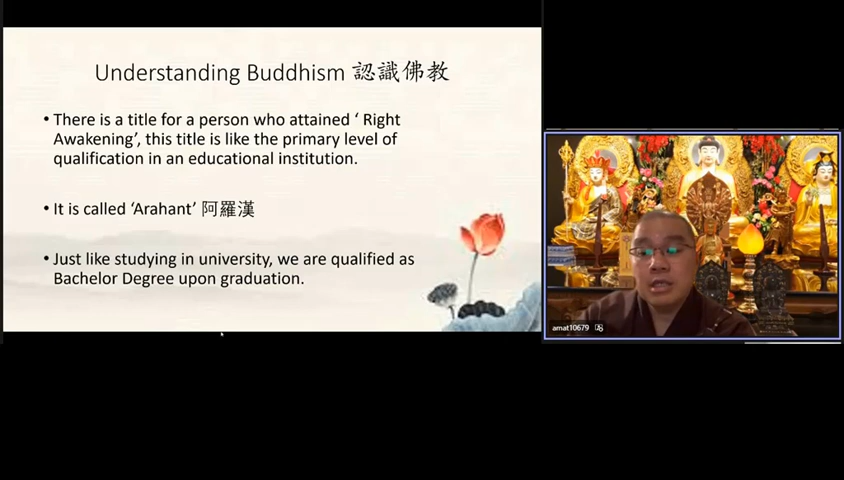 Understanding Buddhism 認識佛教
• There is a title for a person who attained ‘ Right
Awakening’, this title is like the primary level of
qualification in an educational institution.
• It is called ‘Arahant’ 阿羅漢
• Just like studying in university, we are qualified as
Bachelor Degree upon graduation.
amat10679